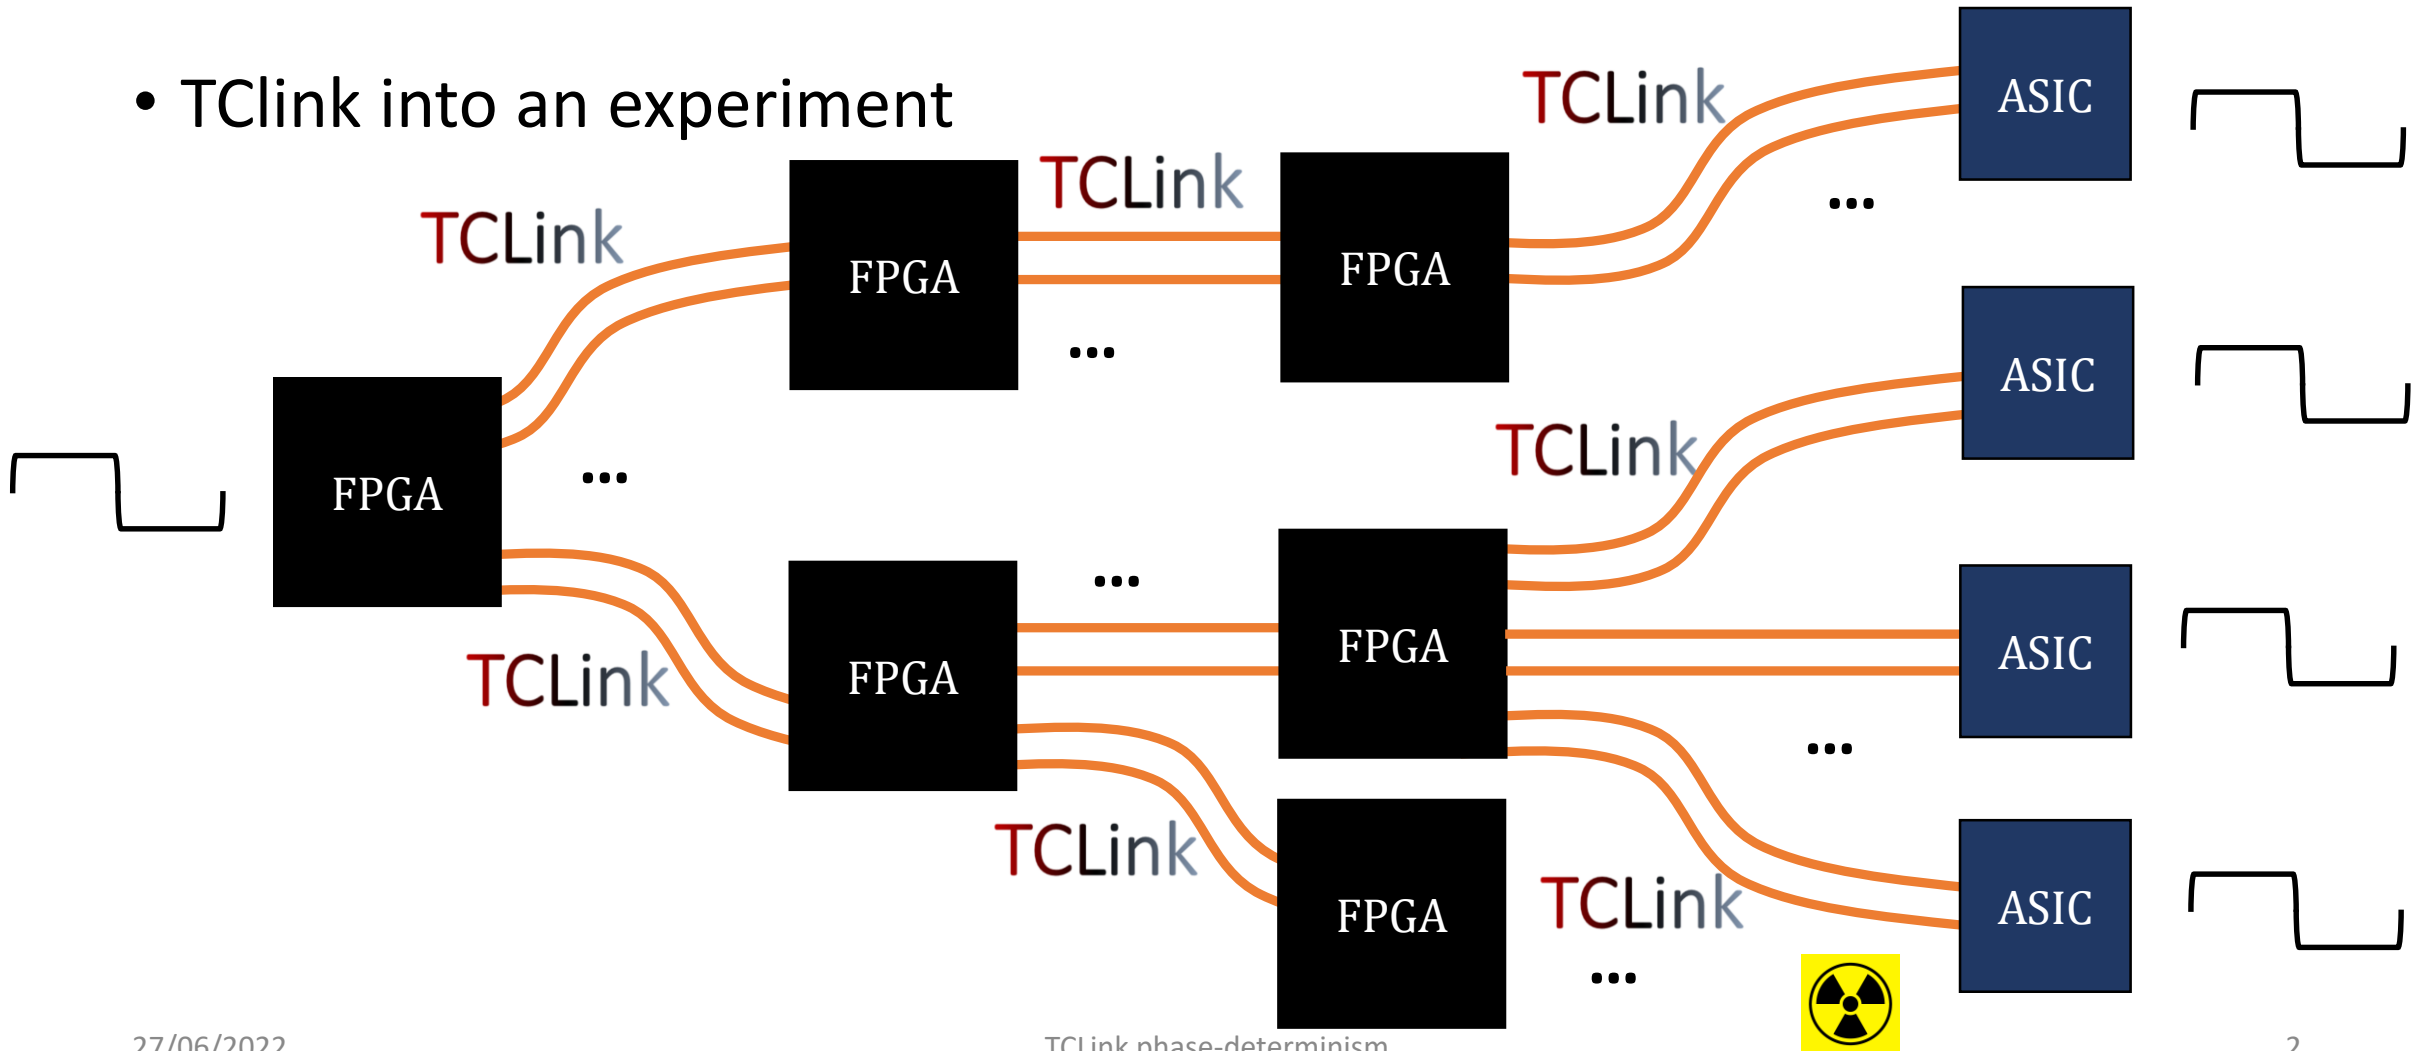 • TClink into an experiment
TCLink
ASIC
TCLink
TCLink
FPGA
FPGA
...
...
ASIC
TCLink
FPGA
...
...
FPGA
FPGA
ASIC
TCLink
...
TCLink
FPGA
TCLink
ASIC
...
27/06/2022
TCLink phase-determinism
2